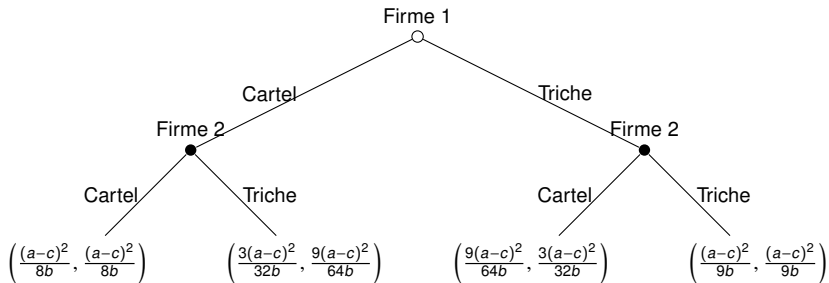 Firme 1
Cartel Triche
Firme 2 Firme 2
Cartel Triche Cartel Triche
((a−c)²/8b, (a−c)²/8b) (3(a−c)²/32b, 9(a−c)²/64b) (9(a−c)²/64b, 3(a−c)²/32b) ((a−c)²/9b, (a−c)²/9b)